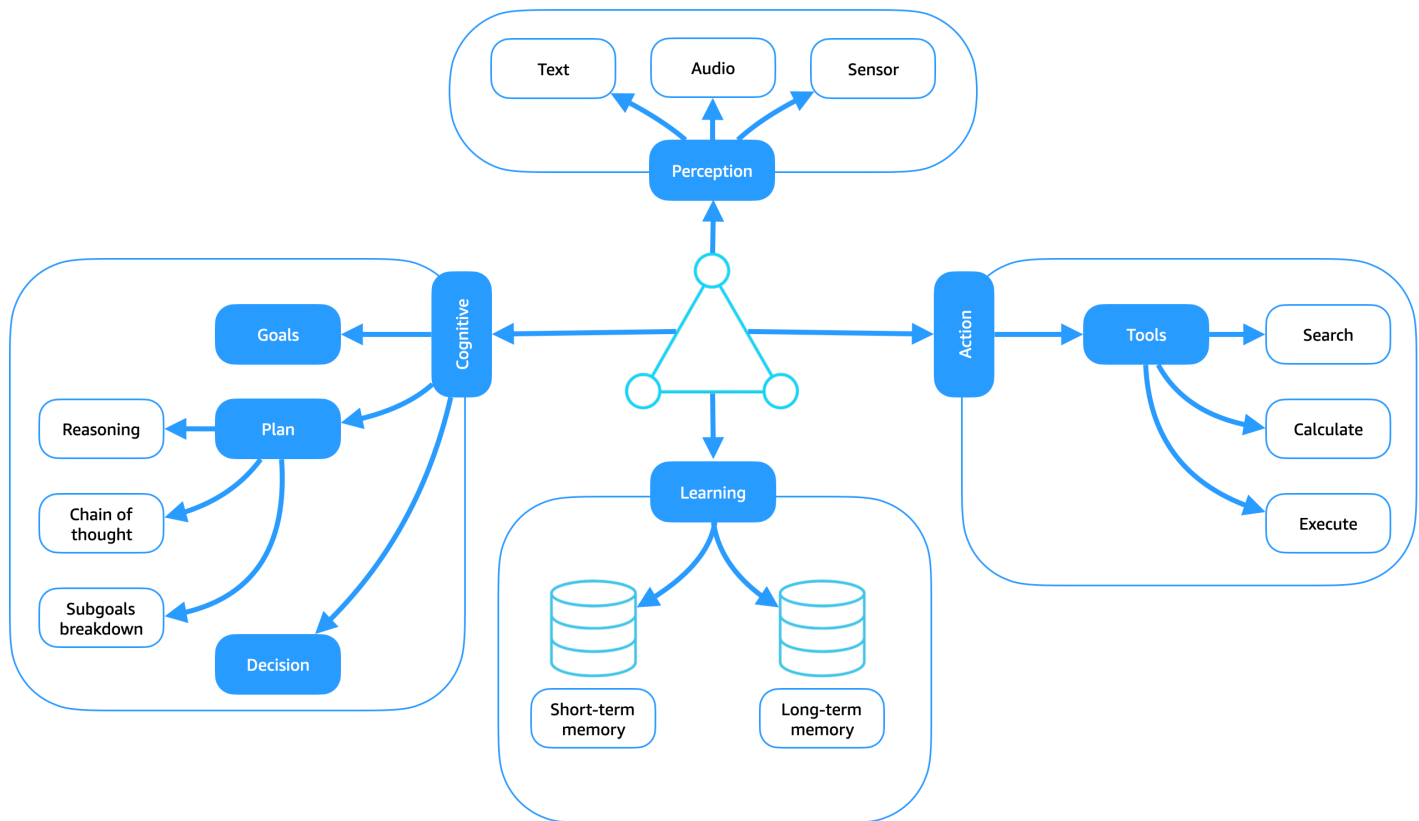 Text
Audio
Sensor
Perception
Cognitive
Goals
Plan
Reasoning
Chain of
thought
Subgoals
breakdown
Decision
Action
Tools
Search
Calculate
Execute
Learning
Short-term
memory
Long-term
memory